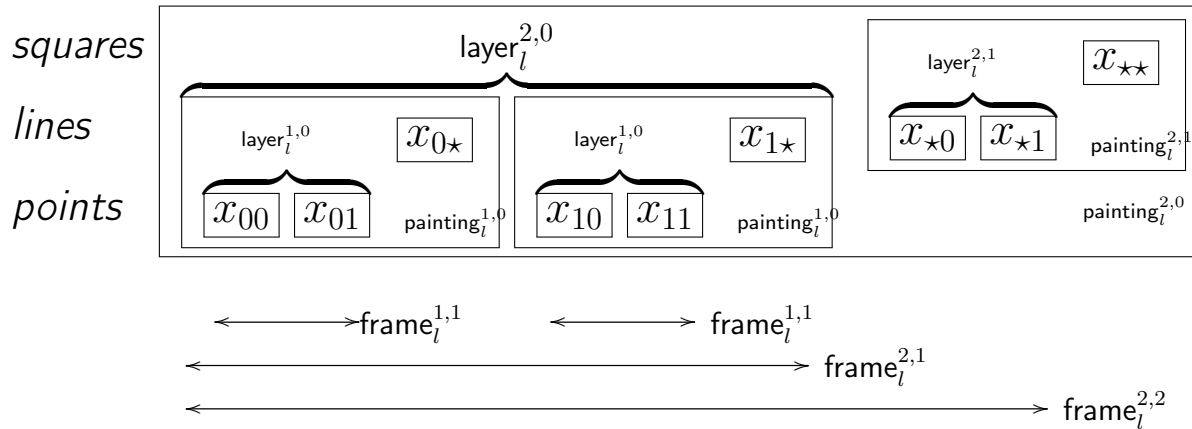 squares layer_l^{2,0} layer_l^{2,1} x_{⋆⋆}
lines layer_l^{1,0} x_{0⋆} layer_l^{1,0} x_{1⋆} x_{⋆0} x_{⋆1} painting_l^{2,1}
points x_{00} x_{01} painting_l^{1,0} x_{10} x_{11} painting_l^{1,0} painting_l^{2,0}
frame_l^{1,1} frame_l^{1,1}
frame_l^{2,1}
frame_l^{2,2}